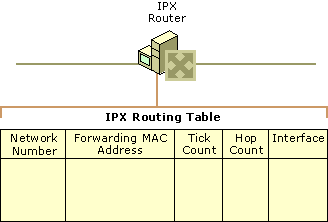 IPX
Router
IPX Routing Table
Network Forwarding MAC Tick Hop Interface
Number Address Count Count